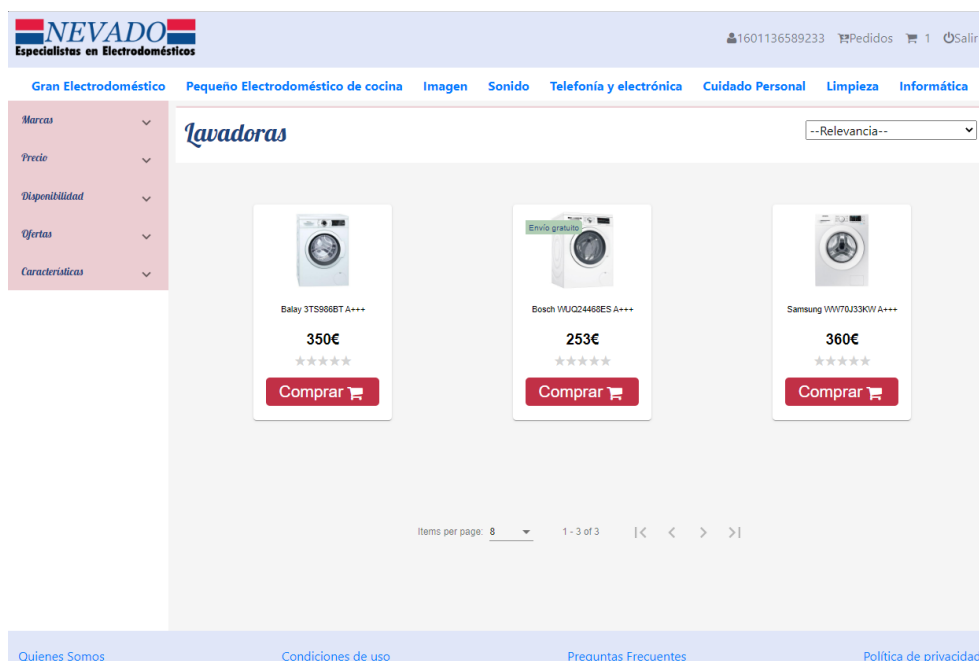 NEVADO
Especialistas en Electrodomésticos
1601136589233 Pedidos 1 Salir
Gran Electrodoméstico Pequeño Electrodoméstico de cocina Imagen Sonido Telefonía y electrónica Cuidado Personal Limpieza Informática
Marcas
Precio
Disponibilidad
Ofertas
Características
Lavadoras
--Relevancia--
Balay 3TS986BT A+++
350€
Comprar
Envío gratuito
Bosch WUQ24468ES A+++
253€
Comprar
Samsung WW70J33KW A+++
360€
Comprar
Items per page: 8 1 - 3 of 3
Quienes Somos Condiciones de uso Preguntas Frecuentes Política de privacidad